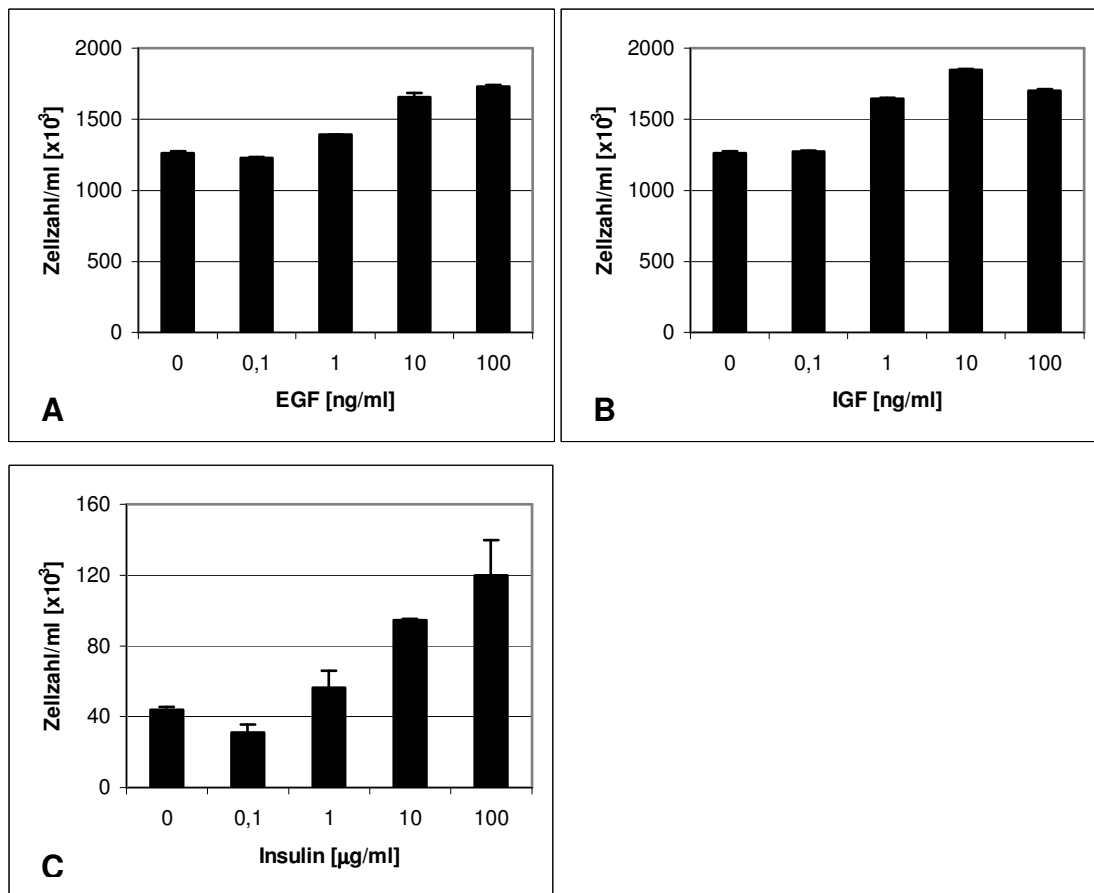 2000
1500
1000
500
0
Zellzahl/ml [x10³]
0 0,1 1 10 100
EGF [ng/ml]
A
2000
1500
1000
500
0
Zellzahl/ml [x10³]
0 0,1 1 10 100
IGF [ng/ml]
B
160
120
80
40
0
Zellzahl/ml [x10³]
0 0,1 1 10 100
Insulin [µg/ml]
C